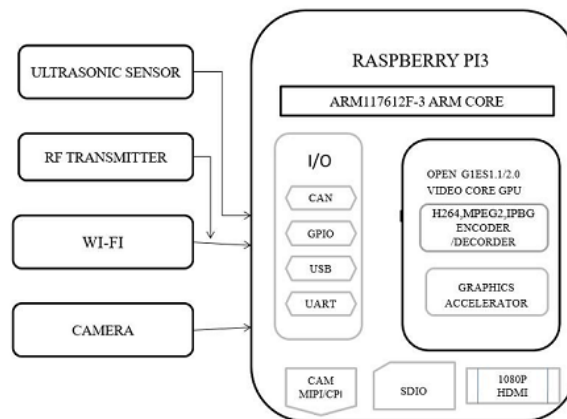 ULTRASONIC SENSOR
RF TRANSMITTER
WI-FI
CAMERA
RASPBERRY PI3
ARM117612F-3 ARM CORE
I/O
CAN
GPIO
USB
UART
OPEN G1ES1.1/2.0
VIDEO CORE GPU
H264,MPEG2,IPBG
ENCODER
/DECORDER
GRAPHICS
ACCELERATOR
CAM
MIPI/CPI
SDIO
1080P
HDMI